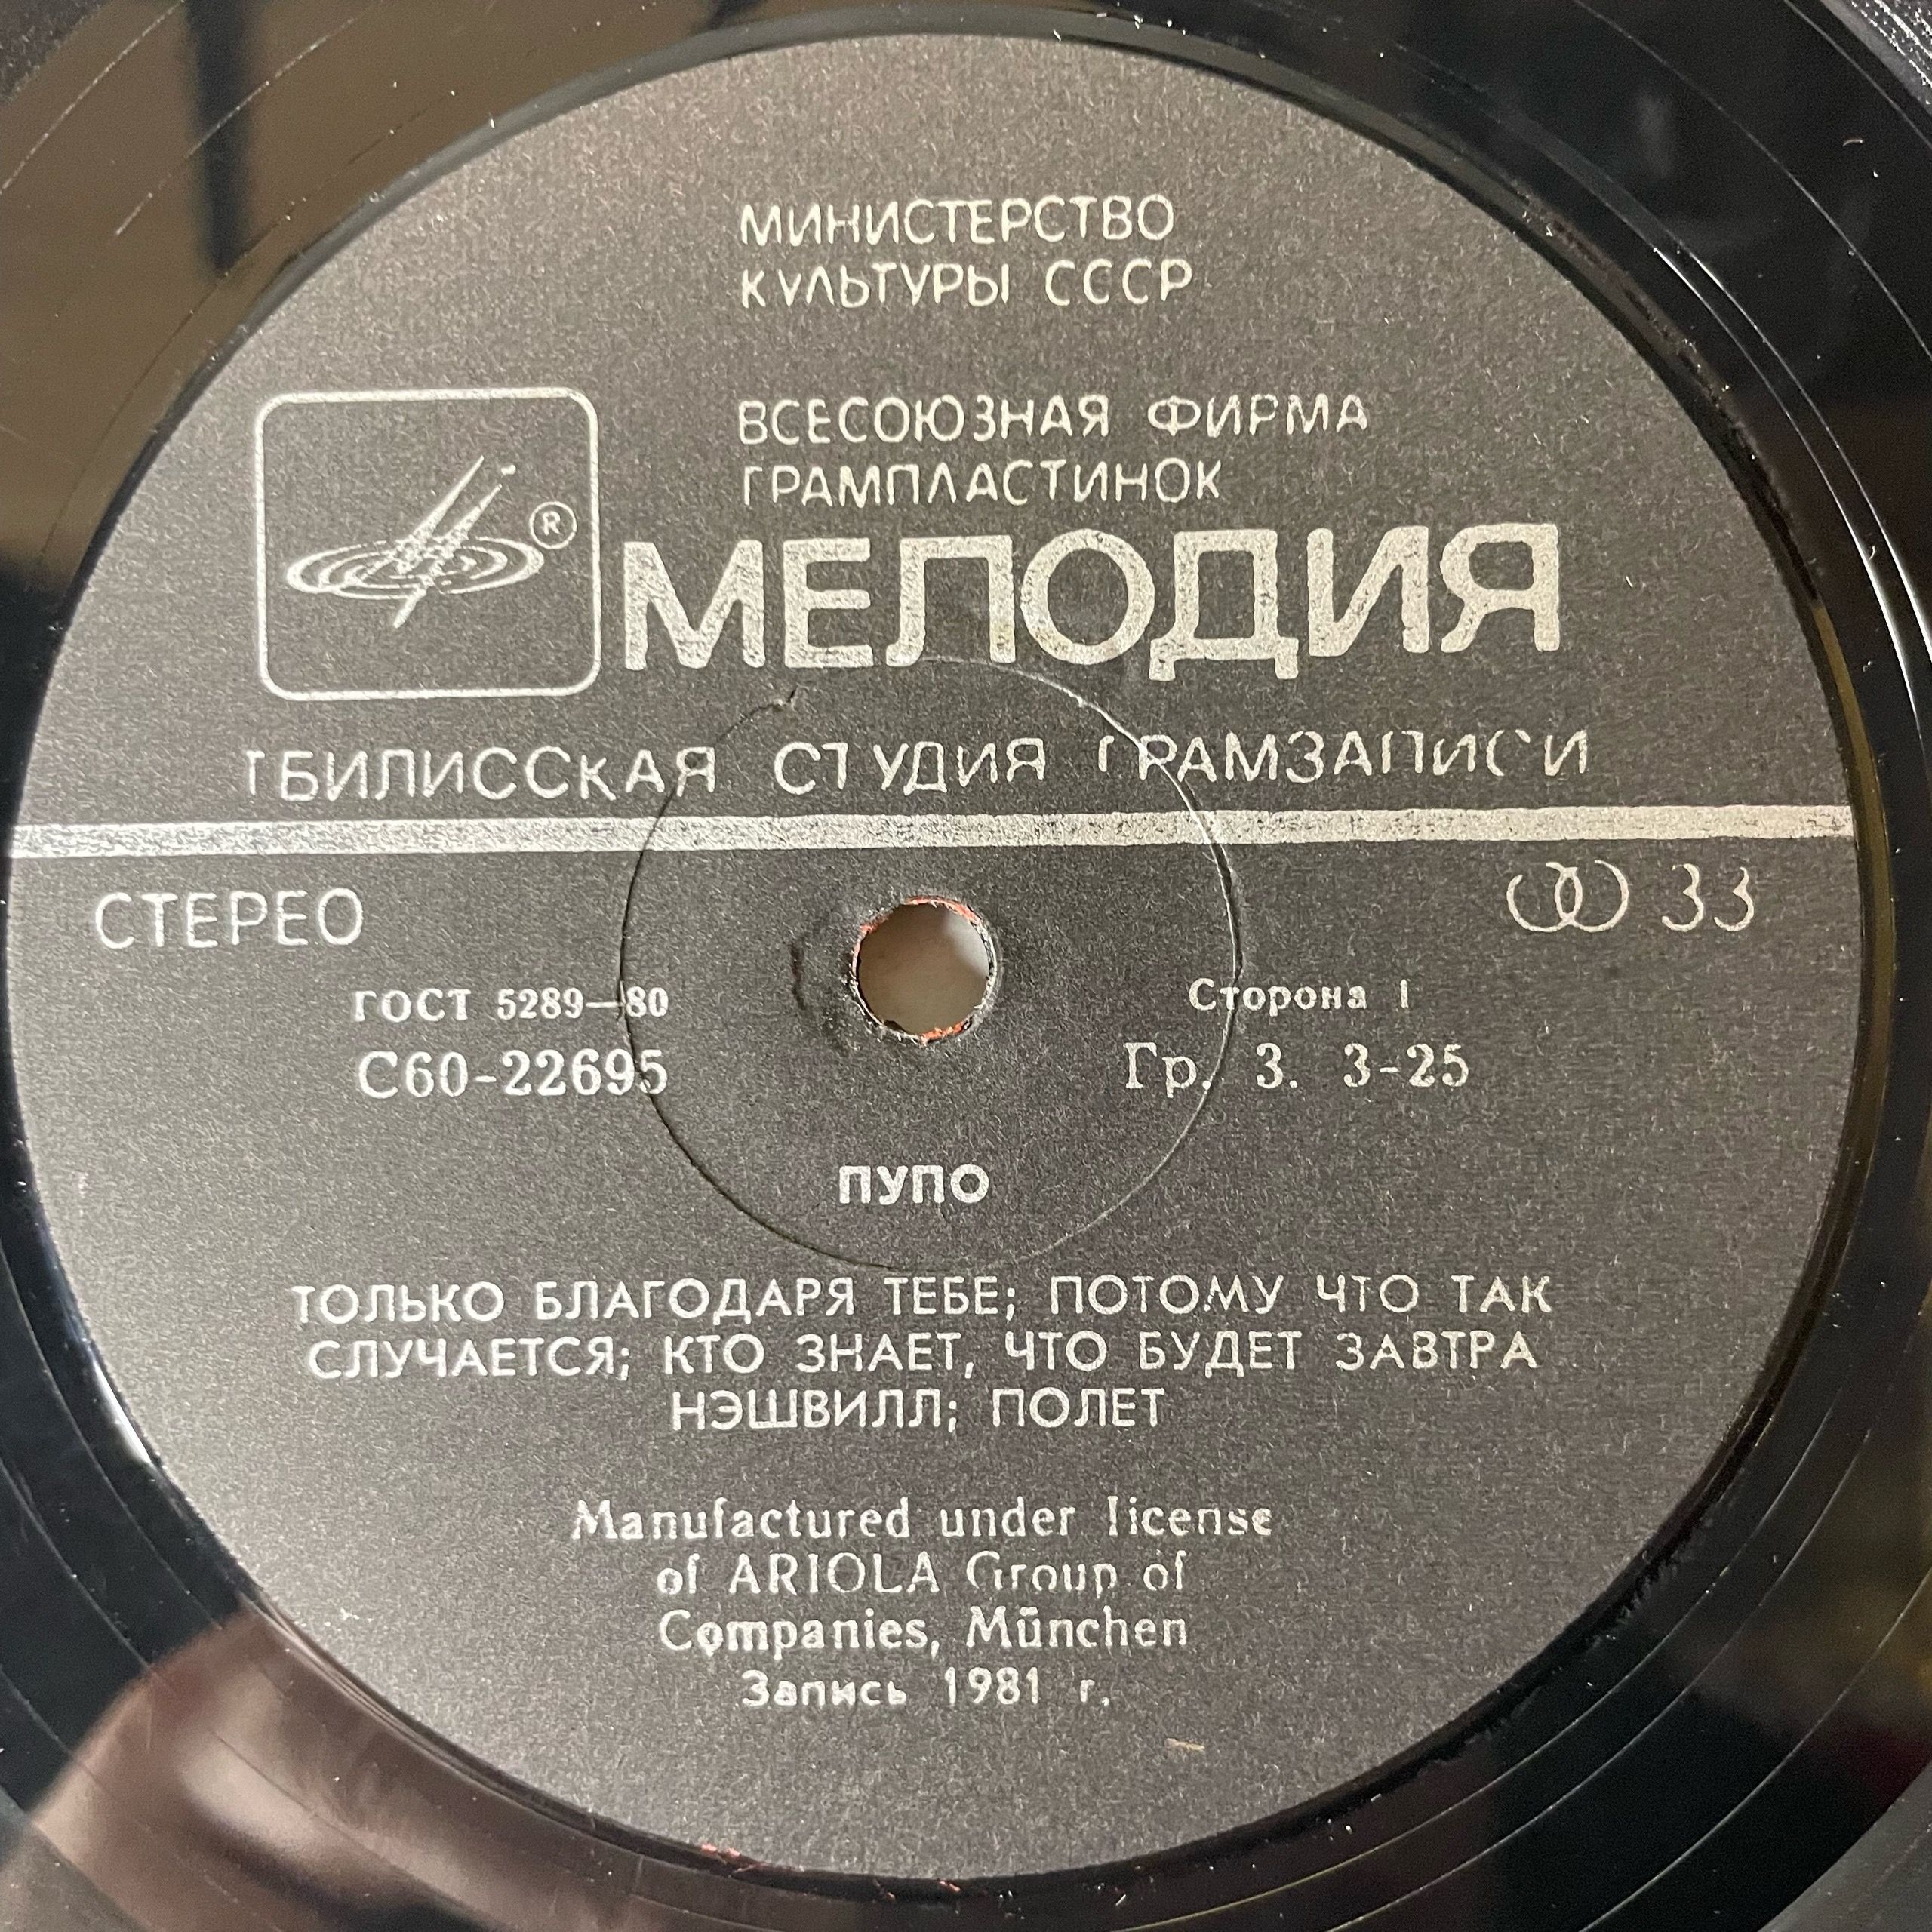 МИНИСТЕРСТВО
КУЛЬТУРЫ СССР
ВСЕСОЮЗНАЯ ФИРМА
ГРАМПЛАСТИНОК
®
МЕЛОДИЯ
ТБИЛИССКАЯ СТУДИЯ ГРАМЗАПИСИ
СТЕРЕО
33
ГОСТ 5289—80
Сторона 1
С60-22695
Гр. 3. 3-25
ПУПО
ТОЛЬКО БЛАГОДАРЯ ТЕБЕ; ПОТОМУ ЧТО ТАК
СЛУЧАЕТСЯ; КТО ЗНАЕТ, ЧТО БУДЕТ ЗАВТРА
НЭШВИЛЛ; ПОЛЕТ
Manufactured under license
of ARIOLA Group of
Companies, München
Запись 1981 г.